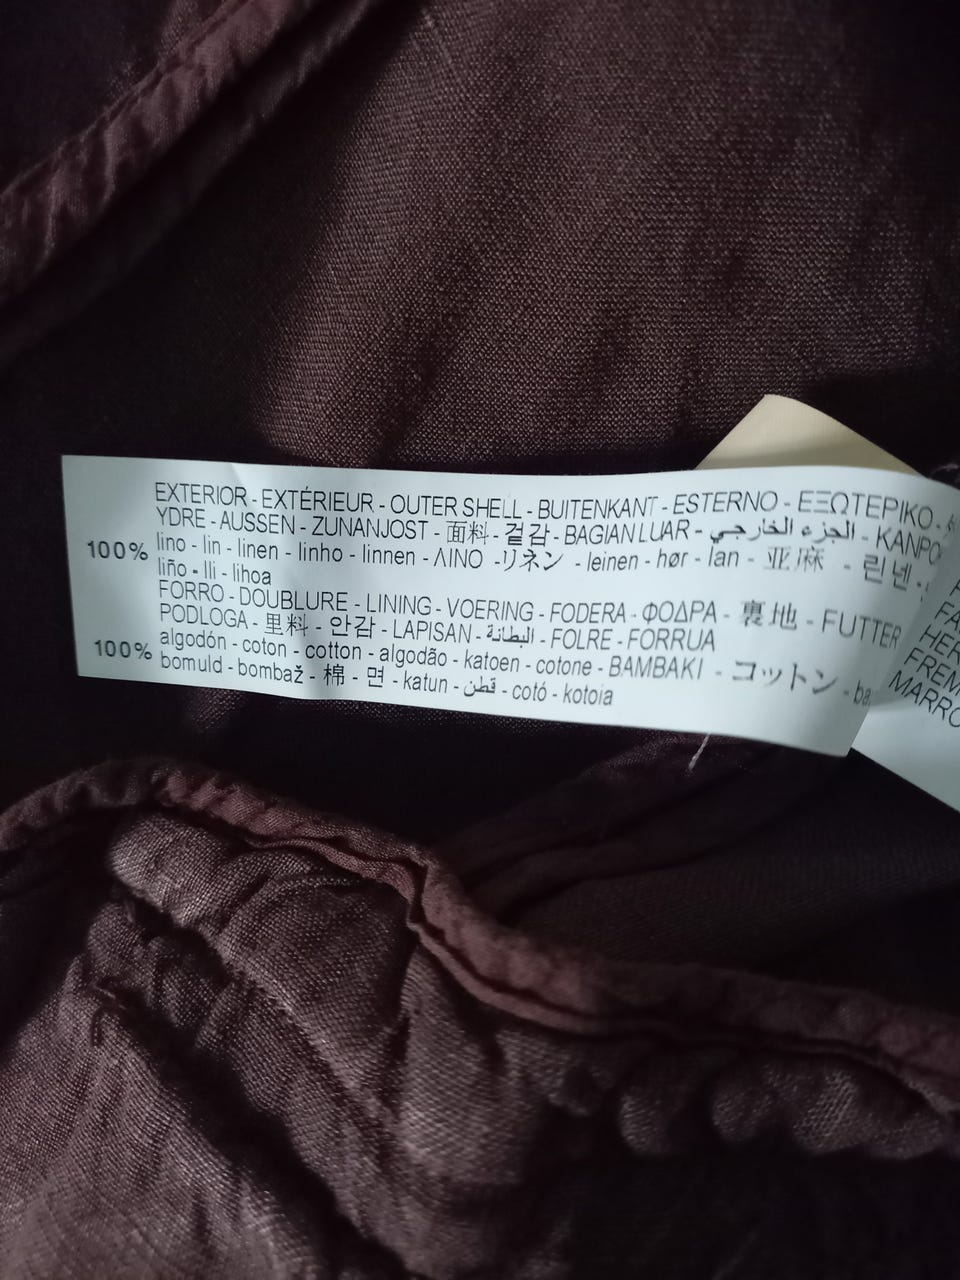 EXTERIOR - EXTÉRIEUR - OUTER SHELL - BUITENKANT - ESTERNO - ΕΞΩΤΕΡΙΚΟ -
YDRE - AUSSEN - ZUNANJOST - 面料 - 겉감 - BAGIAN LUAR - الجزء الخارجي - KANPO
100% lino - lin - linen - linho - linnen - ΛΙΝΟ -リネン - leinen - hør - lan - 亚麻 - 린넨 -
liño - lli - lihoa
FORRO - DOUBLURE - LINING - VOERING - FODERA - ΦΟΔΡΑ - 裏地 - FUTTER
PODLOGA - 里料 - 안감 - LAPISAN - البطانة - FOLRE - FORRUA
100% algodón - coton - cotton - algodão - katoen - cotone - BAMBAKI - コットン - ba
bomuld - bombaž - 棉 - 면 - katun - قطن - cotó - kotoia
HER
FREM
MARRO